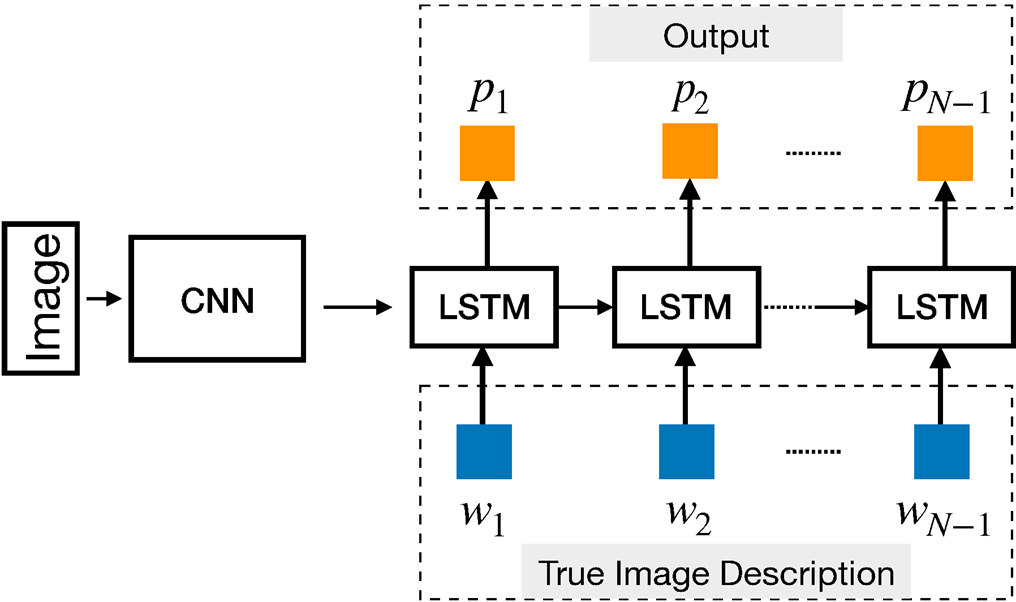 Output
p1 p2 ......... pN−1
Image
CNN
LSTM LSTM LSTM
w1 w2 ......... wN−1
True Image Description